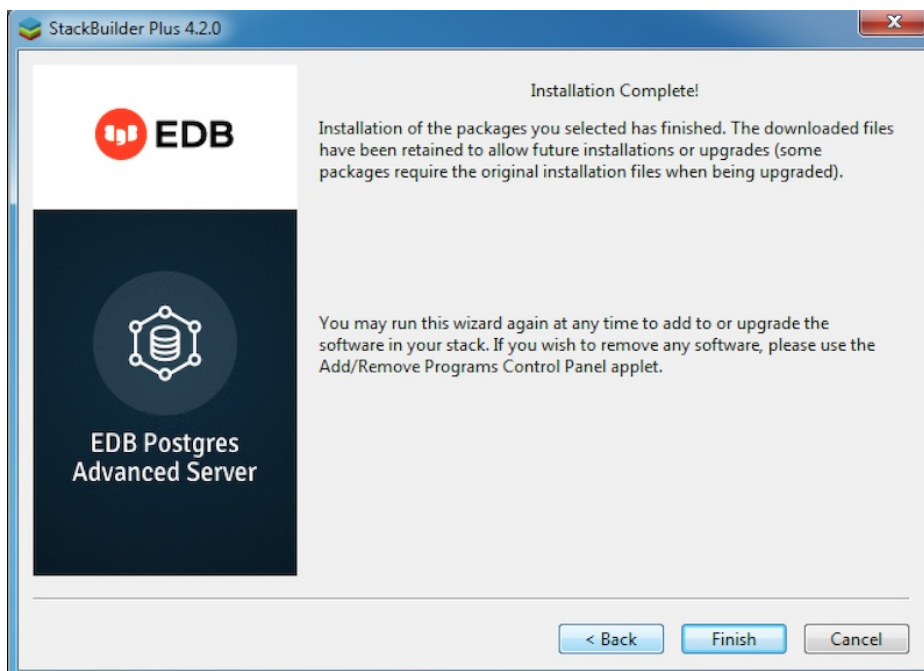 StackBuilder Plus 4.2.0
EDB
EDB Postgres
Advanced Server
Installation Complete!
Installation of the packages you selected has finished. The downloaded files
have been retained to allow future installations or upgrades (some
packages require the original installation files when being upgraded).
You may run this wizard again at any time to add to or upgrade the
software in your stack. If you wish to remove any software, please use the
Add/Remove Programs Control Panel applet.
< Back
Finish
Cancel